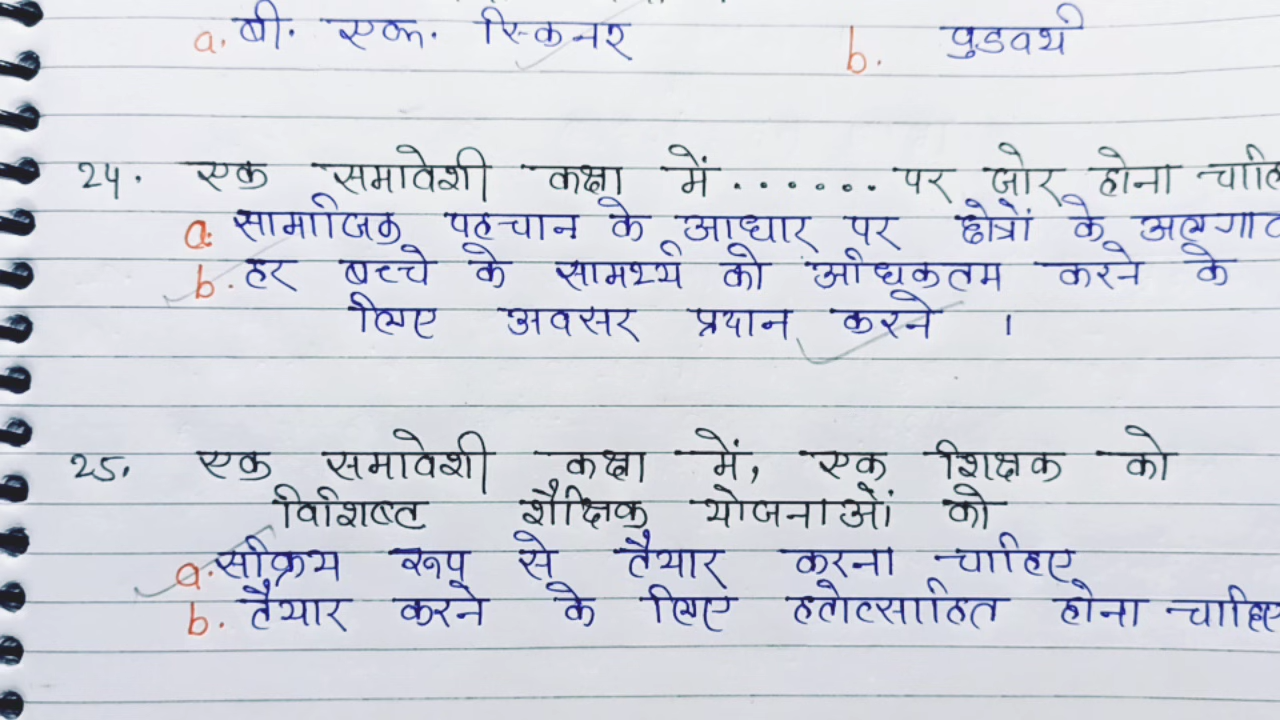 a. बी. एफ. स्किनर b. वुडवर्थ
24. एक समावेशी कक्षा में ...... पर जोर होना चाहि
a. सामाजिक पहचान के आधार पर छात्रों के अलगाव
b. हर बच्चे के सामर्थ्य को अधिकतम करने के
लिए अवसर प्रदान करने ।
25. एक समावेशी कक्षा में, एक शिक्षक को
विशिष्ट शैक्षिक योजनाओं को
a. सक्रिय रूप से तैयार करना चाहिए
b. तैयार करने के लिए हतोत्साहित होना चाहिए